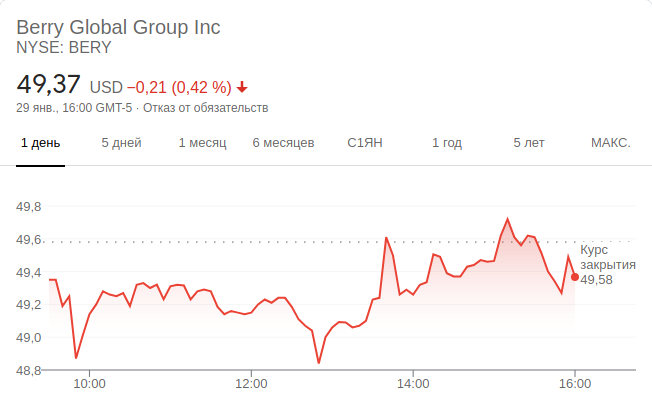 Berry Global Group Inc
NYSE: BERY
49,37 USD −0,21 (0,42 %)
29 янв., 16:00 GMT-5 · Отказ от обязательств
1 день 5 дней 1 месяц 6 месяцев С1ЯН 1 год 5 лет МАКС.
49,8
49,6
49,4
49,2
49,0
48,8
Курс
закрытия
49,58
10:00 12:00 14:00 16:00